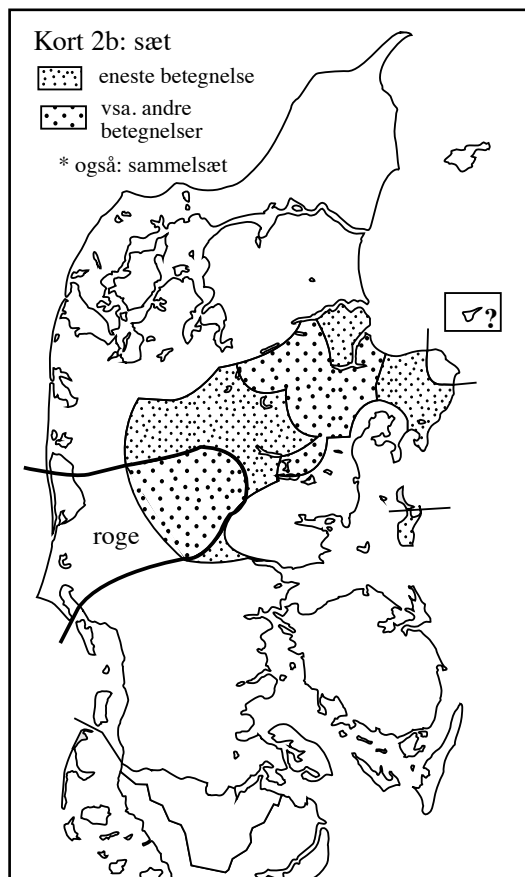 Kort 2b: sæt
eneste betegnelse
vsa. andre
betegnelser
* også: sammelsæt
?
roge